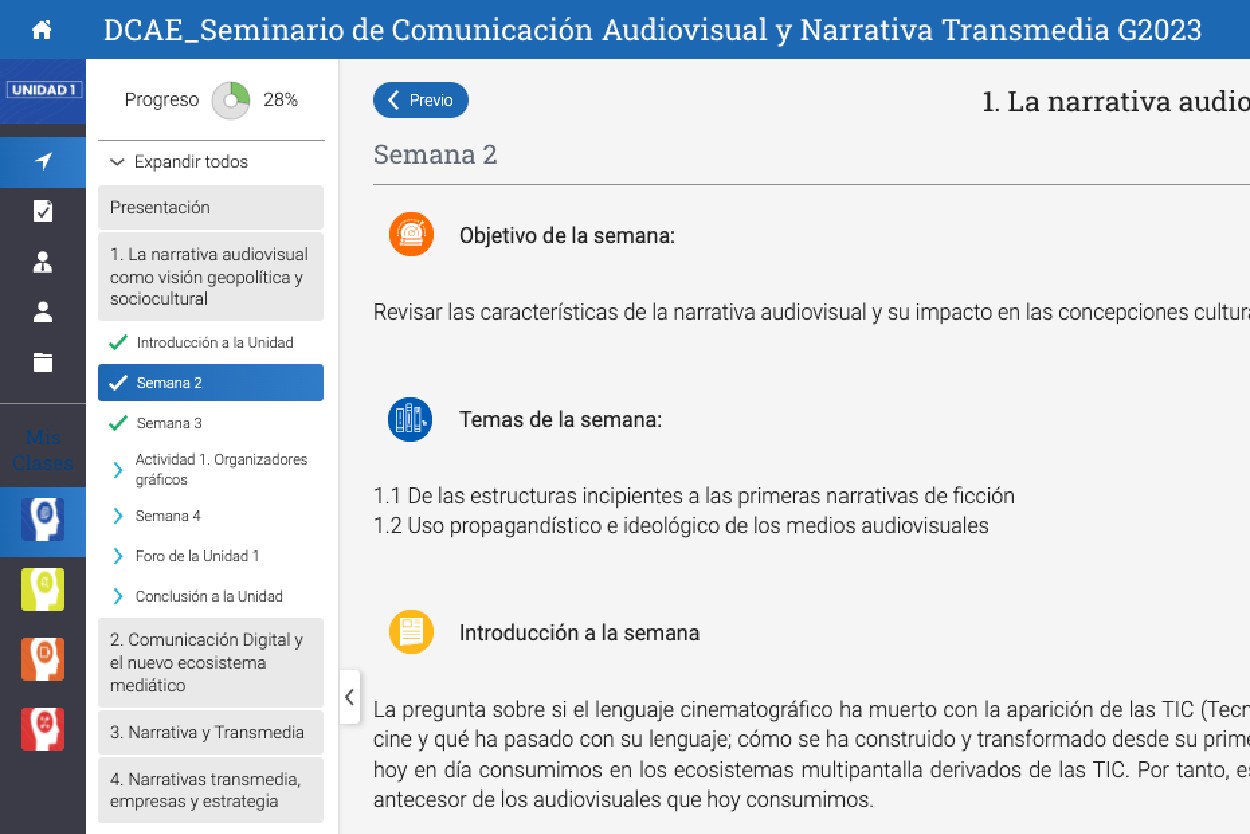 DCAE_Seminario de Comunicación Audiovisual y Narrativa Transmedia G2023
UNIDAD 1
Mis
Clases
Progreso 28%
Expandir todos
Presentación
1. La narrativa audiovisual
como visión geopolítica y
sociocultural
Introducción a la Unidad
Semana 2
Semana 3
Actividad 1. Organizadores
gráficos
Semana 4
Foro de la Unidad 1
Conclusión a la Unidad
2. Comunicación Digital y
el nuevo ecosistema
mediático
3. Narrativa y Transmedia
4. Narrativas transmedia,
empresas y estrategia
Previo
1. La narrativa audio
Semana 2
Objetivo de la semana:
Revisar las características de la narrativa audiovisual y su impacto en las concepciones cultura
Temas de la semana:
1.1 De las estructuras incipientes a las primeras narrativas de ficción
1.2 Uso propagandístico e ideológico de los medios audiovisuales
Introducción a la semana
La pregunta sobre si el lenguaje cinematográfico ha muerto con la aparición de las TIC (Tecn
cine y qué ha pasado con su lenguaje; cómo se ha construido y transformado desde su prime
hoy en día consumimos en los ecosistemas multipantalla derivados de las TIC. Por tanto, es
antecesor de los audiovisuales que hoy consumimos.